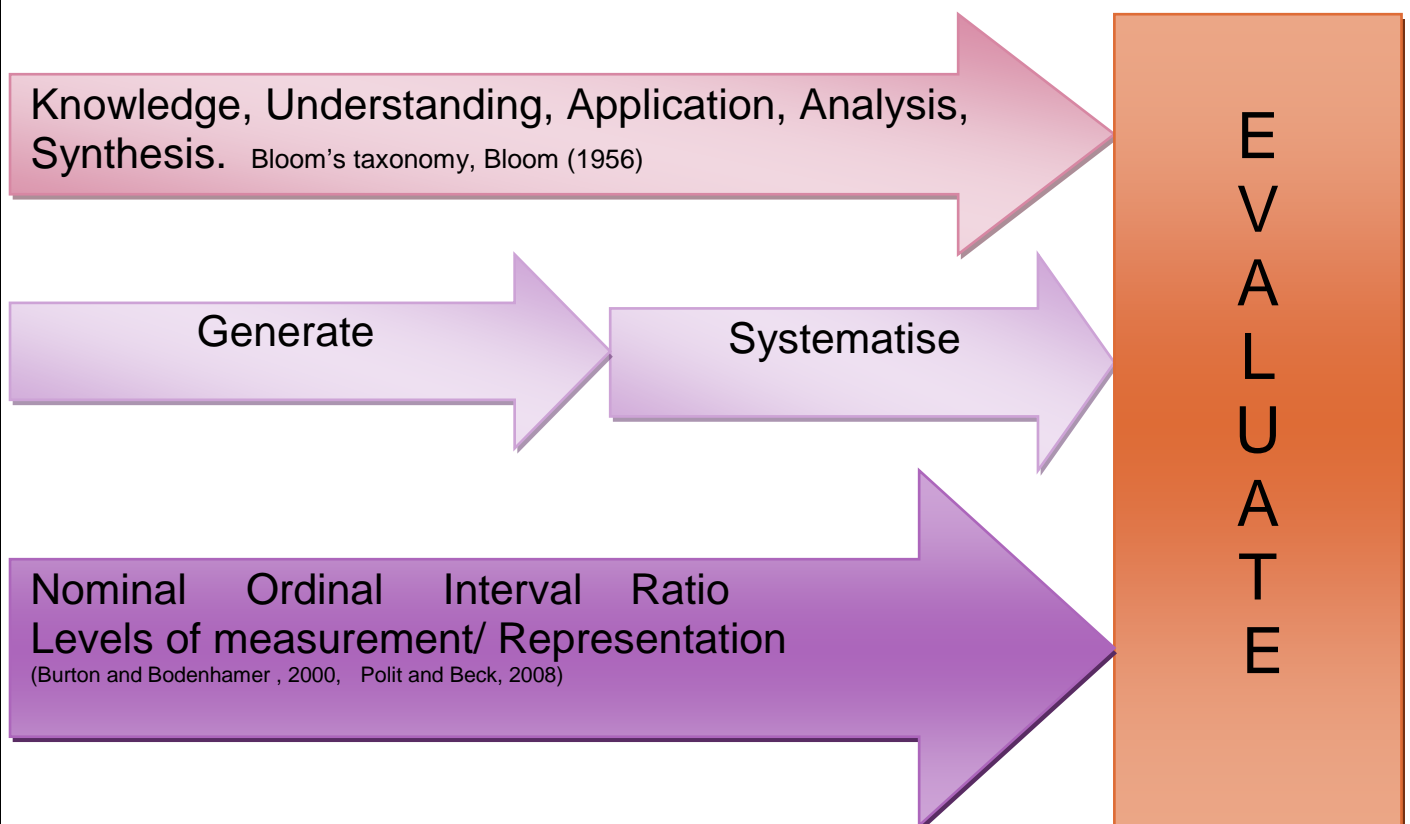 Knowledge, Understanding, Application, Analysis,
Synthesis. Bloom’s taxonomy, Bloom (1956)
Generate
Systematise
Nominal Ordinal Interval Ratio
Levels of measurement/ Representation
(Burton and Bodenhamer , 2000, Polit and Beck, 2008)
E
V
A
L
U
A
T
E